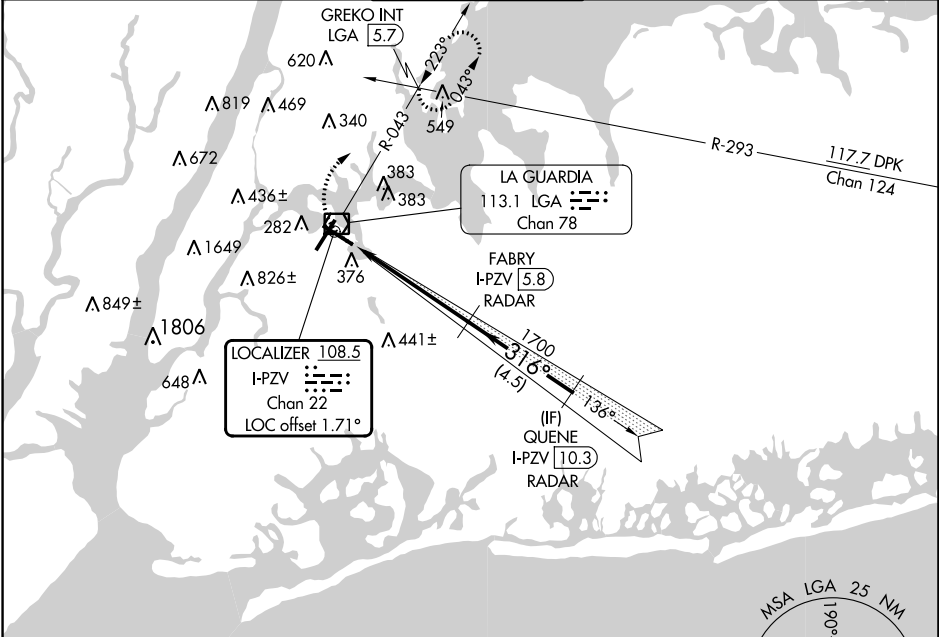 GREKO INT
LGA 5.7
620
223°
043°
819
469
340
549
R-043
R-293
117.7 DPK
Chan 124
672
383
383
436±
282
LA GUARDIA
113.1 LGA
Chan 78
1649
376
826±
FABRY
I-PZV 5.8
RADAR
849±
1806
441±
1700
316°
(4.5)
136°
LOCALIZER 108.5
I-PZV
Chan 22
LOC offset 1.71°
648
(IF)
QUENE
I-PZV 10.3
RADAR
MSA LGA 25 NM
190°